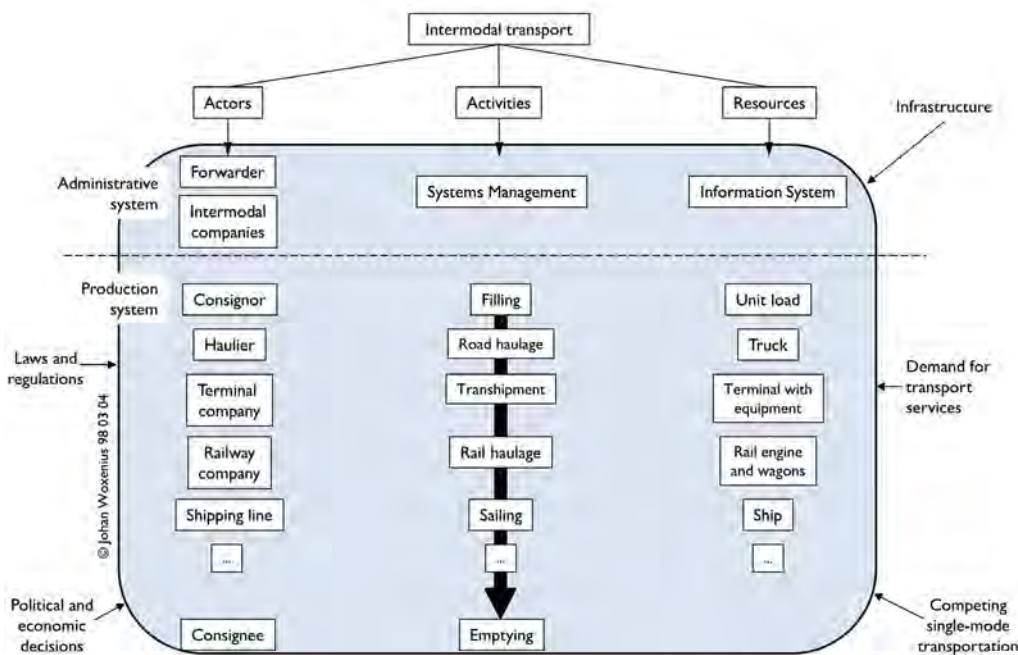 Intermodal transport
Actors
Activities
Resources
Infrastructure
Administrative
system
Forwarder
Intermodal
companies
Systems Management
Information System
Production
system
Consignor
Filling
Unit load
Haulier
Road haulage
Truck
Laws and
regulations
Terminal
company
Transhipment
Terminal with
equipment
Demand for
transport
services
Railway
company
Rail haulage
Rail engine
and wagons
Shipping line
Sailing
Ship
...
...
...
© Johan Woxenius 98 03 04
Political and
economic
decisions
Consignee
Emptying
Competing
single-mode
transportation